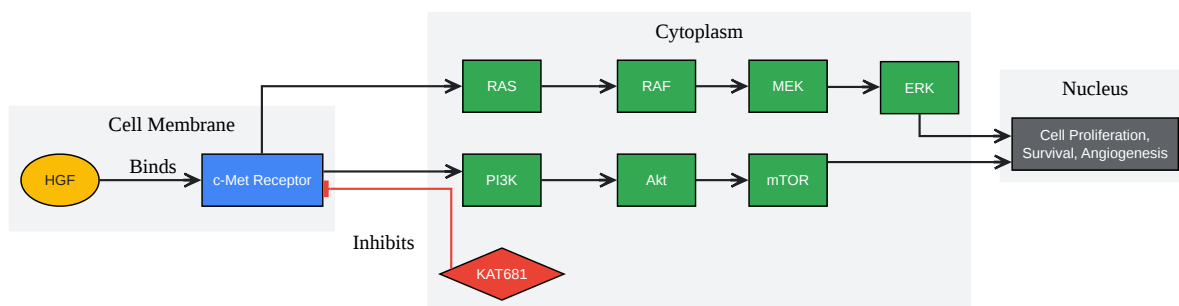 Cytoplasm
RAS
RAF
MEK
ERK
Nucleus
Cell Proliferation,
Survival, Angiogenesis
Cell Membrane
HGF
Binds
c-Met Receptor
PI3K
Akt
mTOR
Inhibits
KAT681